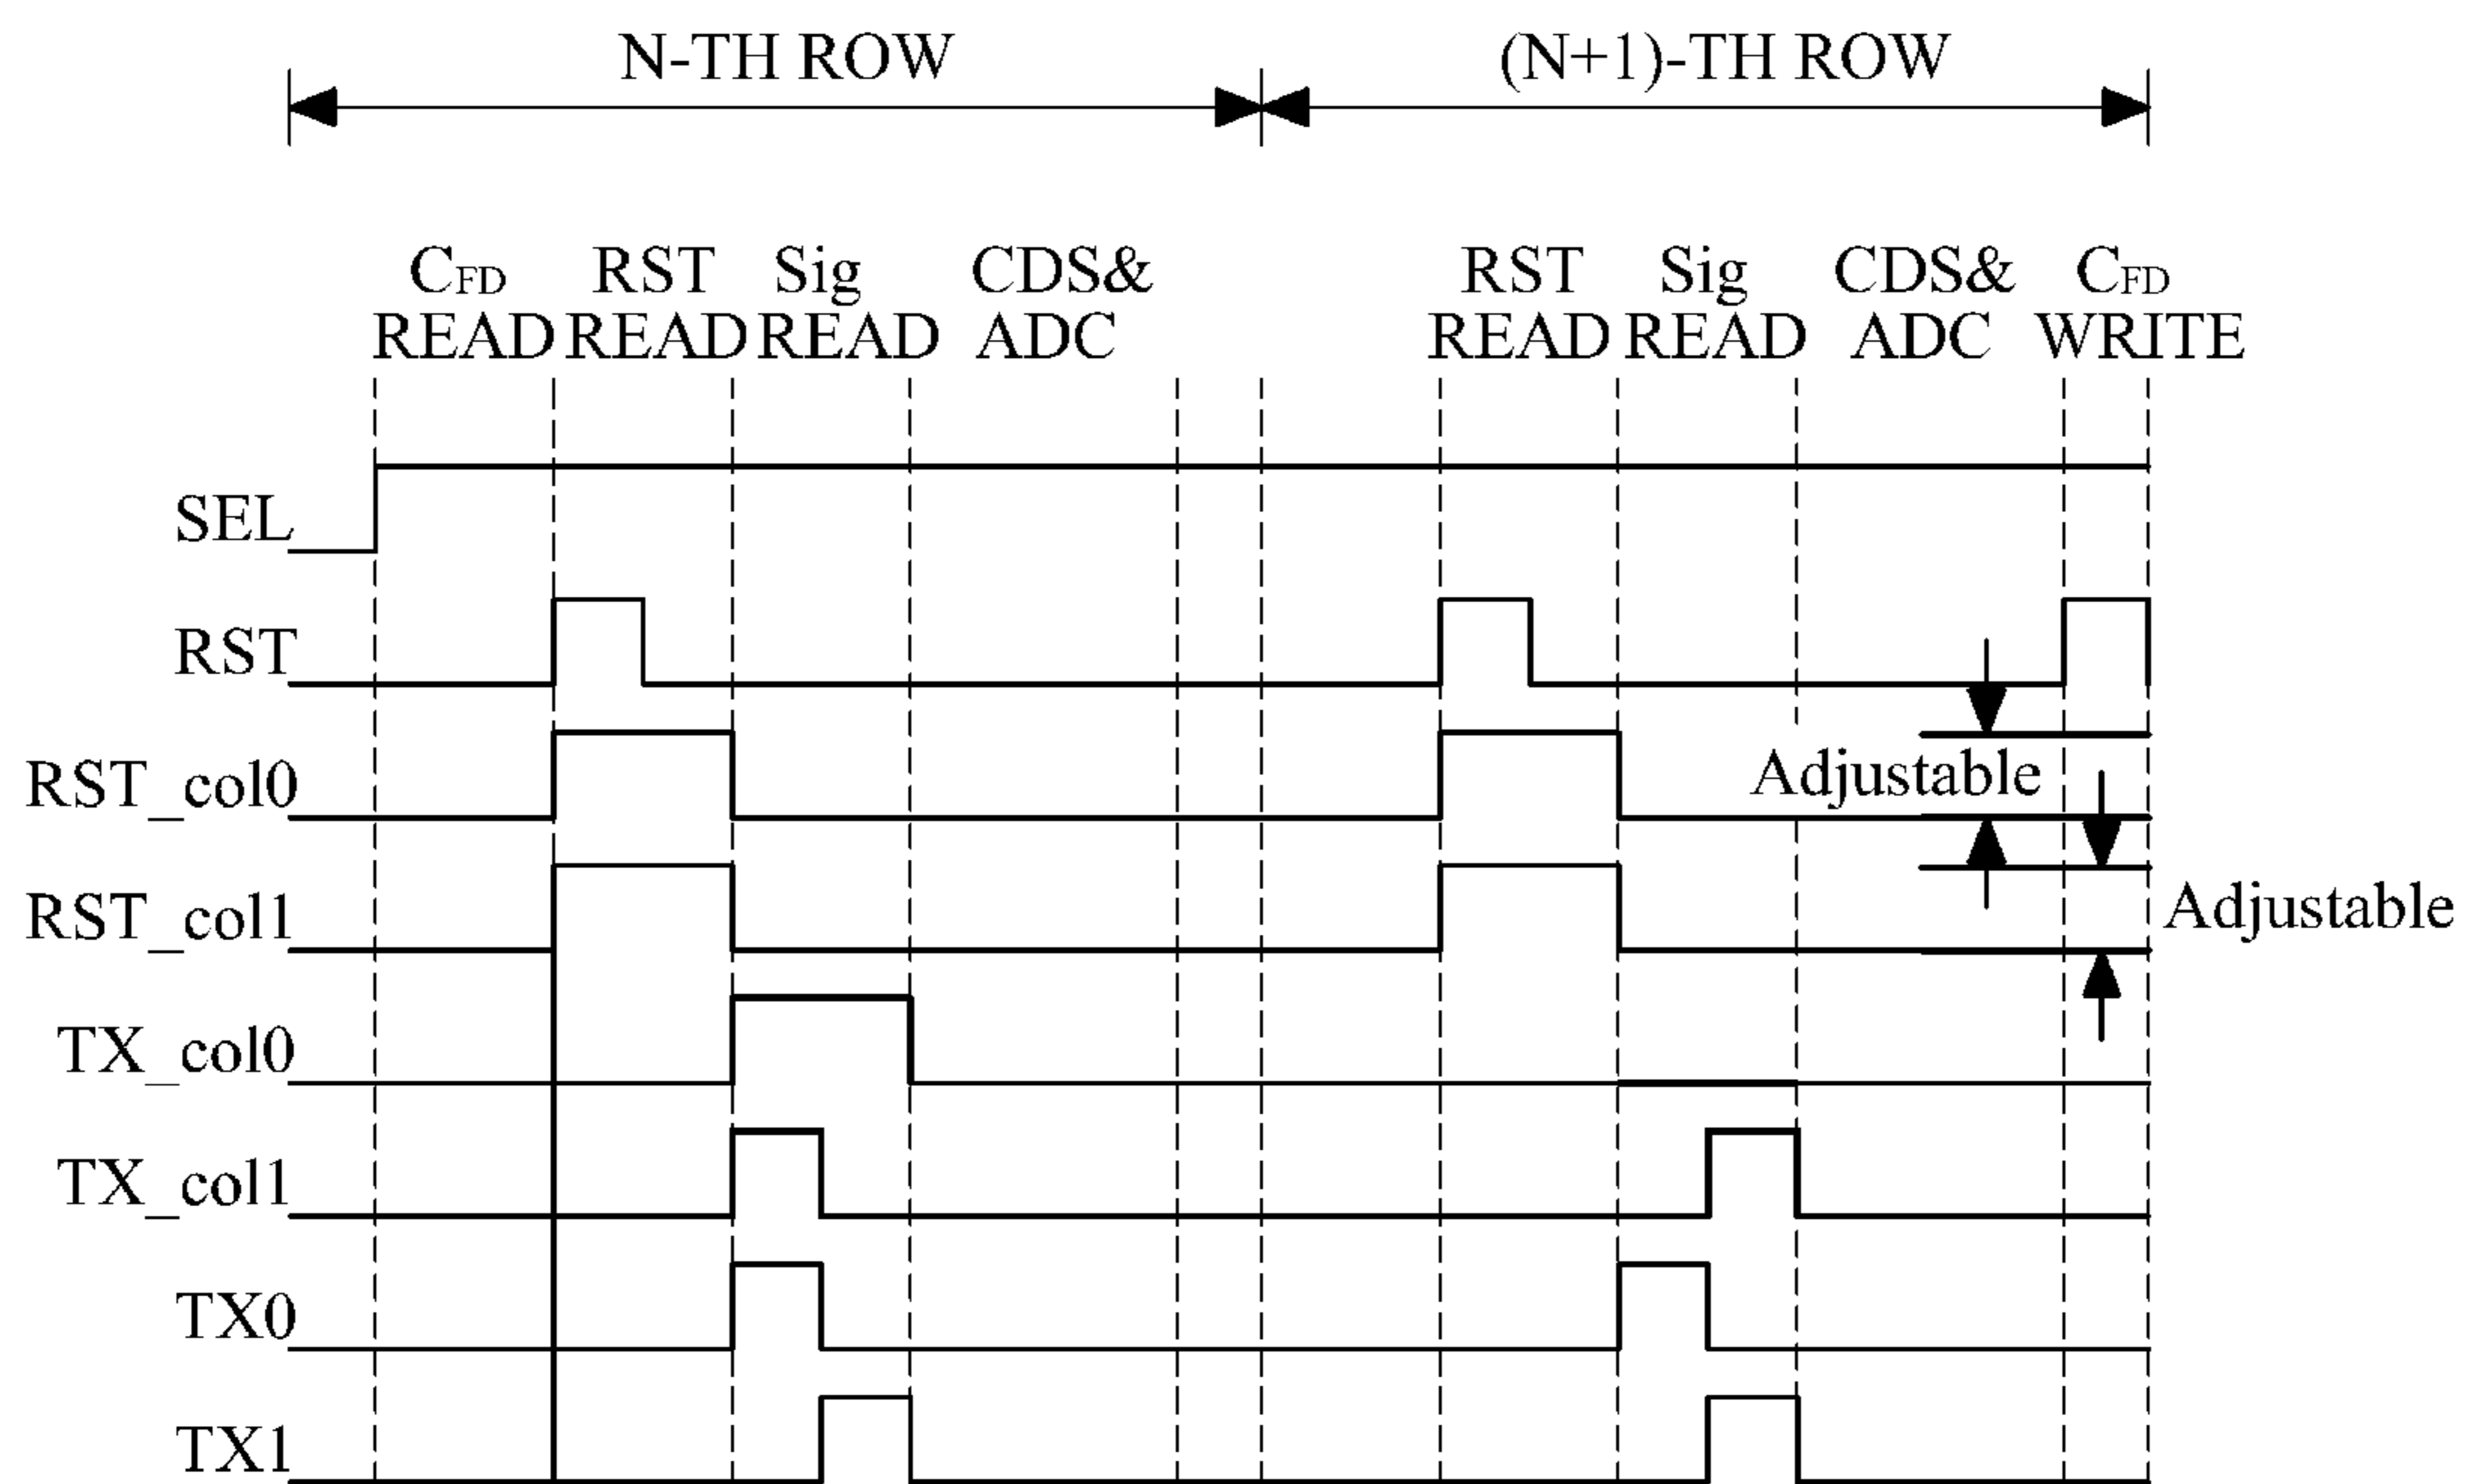 N-TH ROW (N+1)-TH ROW
CFD RST Sig CDS& RST Sig CDS& CFD
READ READ READ ADC READ READ ADC WRITE
SEL
RST
RST_col0 Adjustable
RST_col1 Adjustable
TX_col0
TX_col1
TX0
TX1